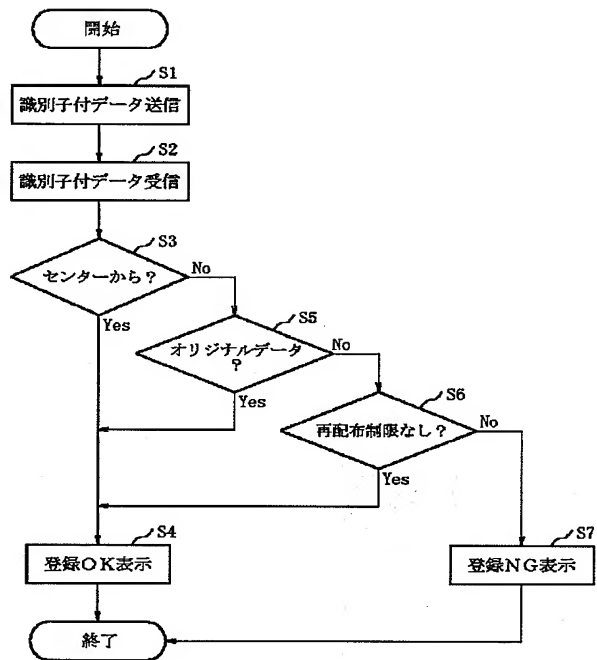 開始
S1
識別子付データ送信
S2
識別子付データ受信
S3
センターから？
No
Yes
S5
オリジナルデータ
？
No
Yes
S6
再配布制限なし？
No
Yes
S4
登録ＯＫ表示
S7
登録ＮＧ表示
終了